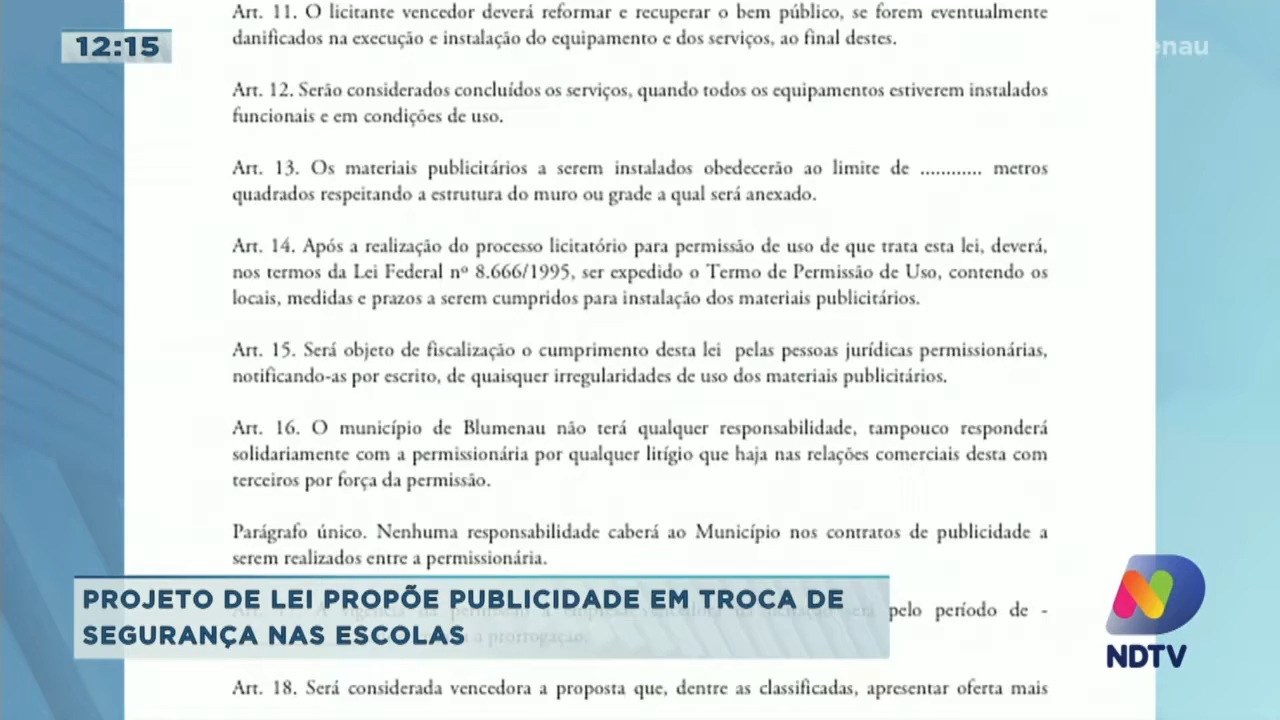 Art. 11. O licitante vencedor deverá reformar e recuperar o bem público, se forem eventualmente
danificados na execução e instalação do equipamento e dos serviços, ao final destes.
12:15
enau
Art. 12. Serão considerados concluídos os serviços, quando todos os equipamentos estiverem instalados
funcionais e em condições de uso.
Art. 13. Os materiais publicitários a serem instalados obedecerão ao limite de ............ metros
quadrados respeitando a estrutura do muro ou grade a qual será anexado.
Art. 14. Após a realização do processo licitatório para permissão de uso de que trata esta lei, deverá,
nos termos da Lei Federal nº 8.666/1995, ser expedido o Termo de Permissão de Uso, contendo os
locais, medidas e prazos a serem cumpridos para instalação dos materiais publicitários.
Art. 15. Será objeto de fiscalização o cumprimento desta lei pelas pessoas jurídicas permissionárias,
notificando-as por escrito, de quaisquer irregularidades de uso dos materiais publicitários.
Art. 16. O município de Blumenau não terá qualquer responsabilidade, tampouco responderá
solidariamente com a permissionária por qualquer litígio que haja nas relações comerciais desta com
terceiros por força da permissão.
Parágrafo único. Nenhuma responsabilidade caberá ao Município nos contratos de publicidade a
serem realizados entre a permissionária.
PROJETO DE LEI PROPÕE PUBLICIDADE EM TROCA DE
SEGURANÇA NAS ESCOLAS
pelo período de -
a prorrogação.
NDTV
Art. 18. Será considerada vencedora a proposta que, dentre as classificadas, apresentar oferta mais